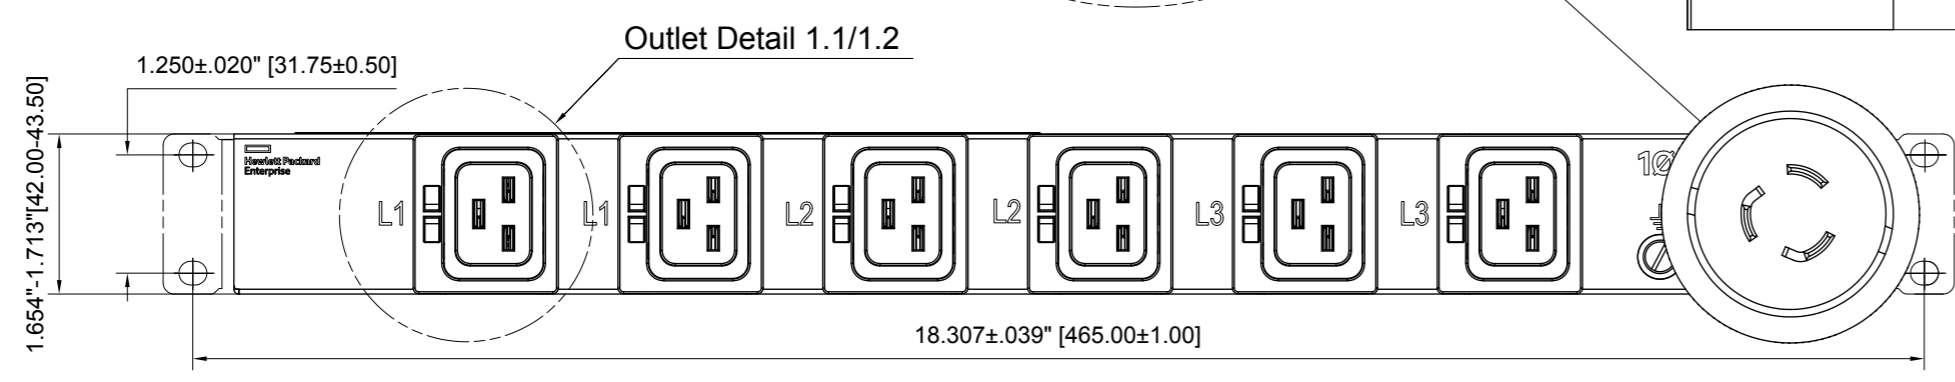 Outlet Detail 1.1/1.2
1.250±.020" [31.75±0.50]
1.654"-1.713"[42.00-43.50]
Hewlett Packard
Enterprise
L1
L1
L2
L2
L3
L3
1Ø
18.307±.039" [465.00±1.00]